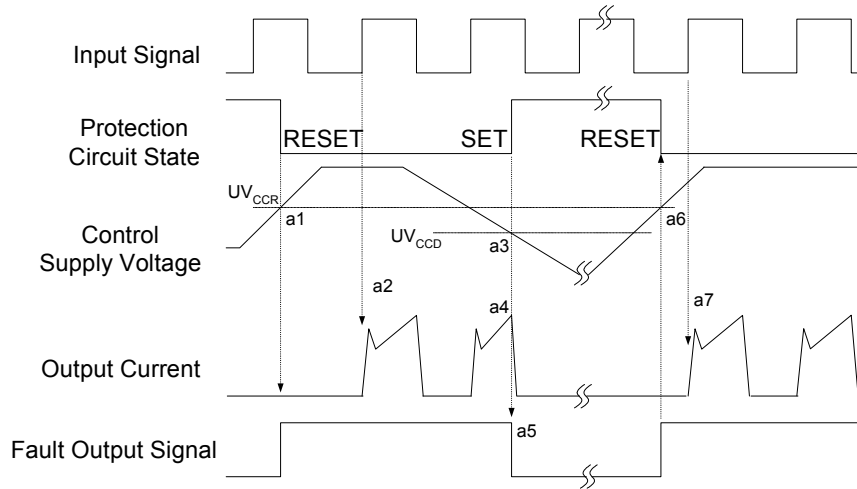 Input Signal
Protection
Circuit State
RESET
SET
RESET
UVCCR
a1
a6
UVCCD
a3
Control
Supply Voltage
a2
a4
a7
Output Current
a5
Fault Output Signal